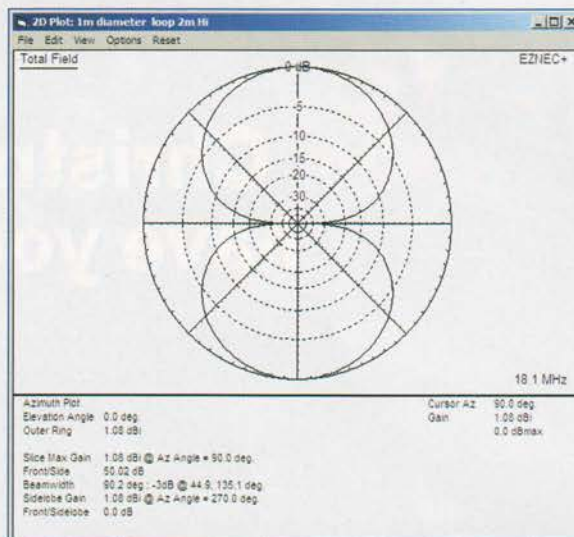 2D Plot: 1m diameter loop 2m Hi
File Edit View Options Reset
Total Field
EZNEC+
0 dB
-5
-10
-15
-20
-30
18.1 MHz
Azimuth Plot
Elevation Angle 0.0 deg.
Outer Ring 1.08 dBi
Cursor Az 90.0 deg.
Gain 1.08 dBi
0.0 dBmax
Slice Max Gain 1.08 dBi @ Az Angle = 90.0 deg.
Front/Side 50.02 dB
Beamwidth 90.2 deg.; -3dB @ 44.9, 135.1 deg.
Sidelobe Gain 1.08 dBi @ Az Angle = 270.0 deg.
Front/Sidelobe 0.0 dB